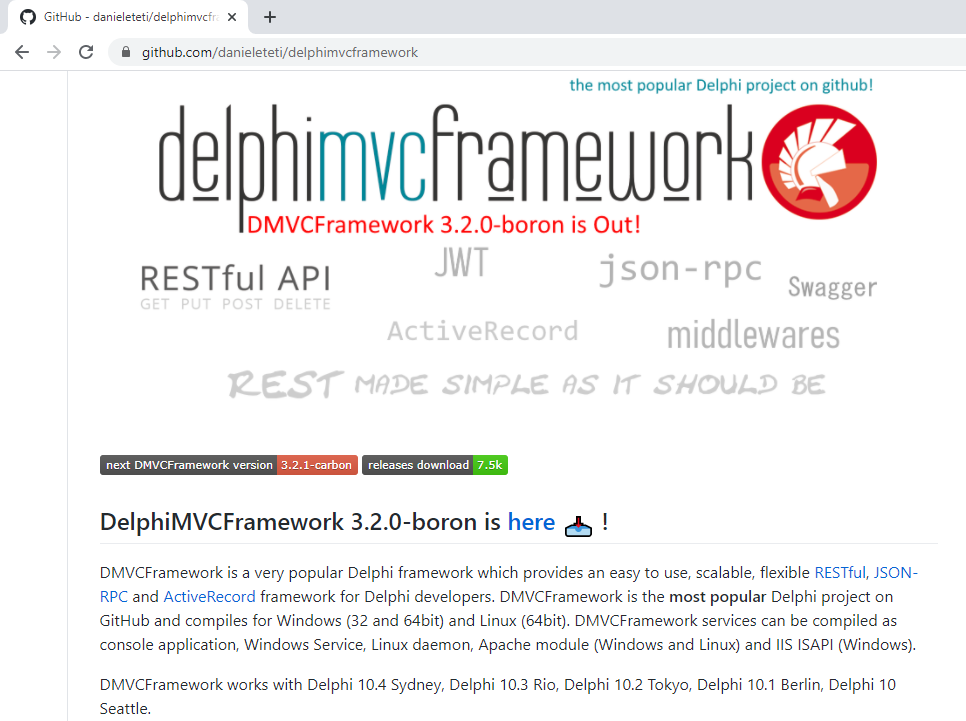 GitHub - danieleteti/delphimvcfr
github.com/danieleteti/delphimvcframework
the most popular Delphi project on github!
delphimvcframework
DMVCFramework 3.2.0-boron is Out!
JWT
json-rpc
RESTful API
Swagger
GET PUT POST DELETE
ActiveRecord
middlewares
REST MADE SIMPLE AS IT SHOULD BE
next DMVCFramework version 3.2.1-carbon releases download 7.5k
DelphiMVCFramework 3.2.0-boron is here !
DMVCFramework is a very popular Delphi framework which provides an easy to use, scalable, flexible RESTful, JSON-
RPC and ActiveRecord framework for Delphi developers. DMVCFramework is the most popular Delphi project on
GitHub and compiles for Windows (32 and 64bit) and Linux (64bit). DMVCFramework services can be compiled as
console application, Windows Service, Linux daemon, Apache module (Windows and Linux) and IIS ISAPI (Windows).
DMVCFramework works with Delphi 10.4 Sydney, Delphi 10.3 Rio, Delphi 10.2 Tokyo, Delphi 10.1 Berlin, Delphi 10
Seattle.